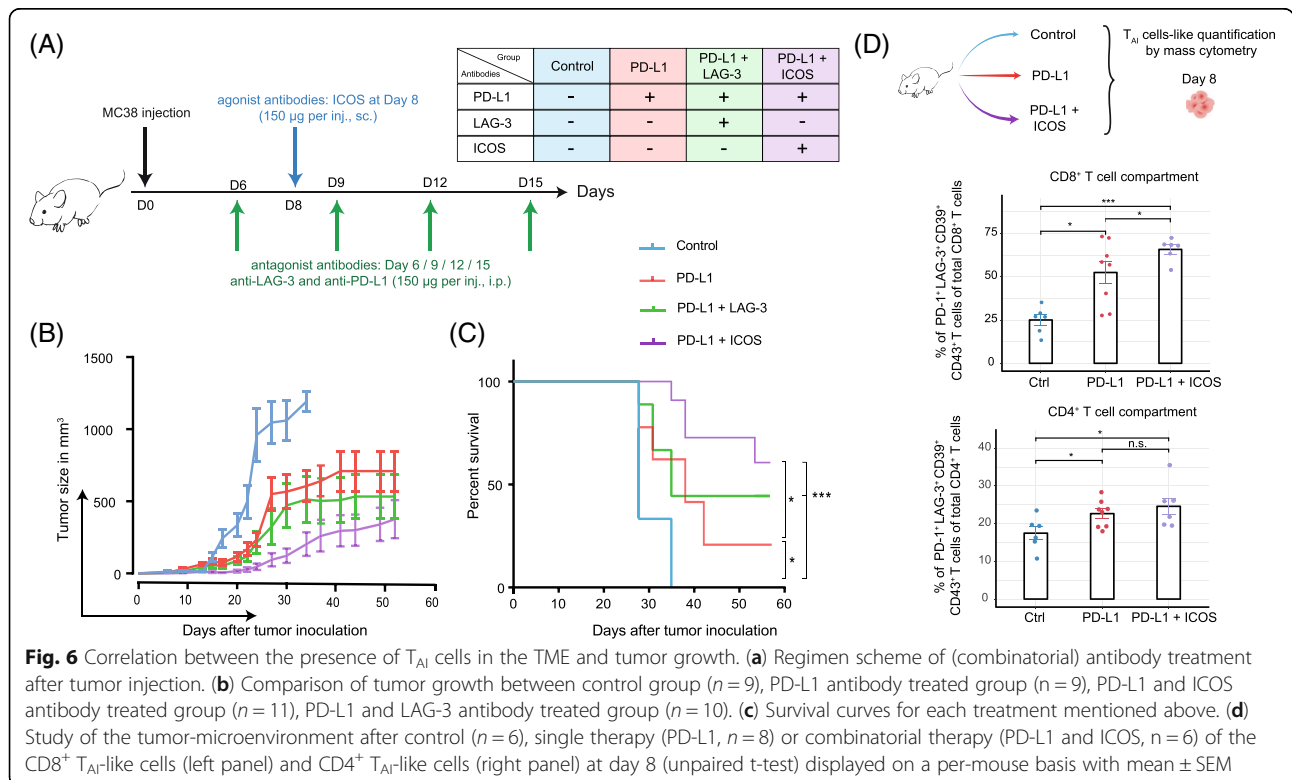 (A)
MC38 injection
agonist antibodies: ICOS at Day 8
(150 µg per inj., sc.)
D0
D6
D8
D9
D12
D15
Days
antagonist antibodies: Day 6 / 9 / 12 / 15
anti-LAG-3 and anti-PD-L1 (150 µg per inj., i.p.)
Group
Antibodies
Control
PD-L1
PD-L1 +
LAG-3
PD-L1 +
ICOS
PD-L1 - + + +
LAG-3 - - + -
ICOS - - - +
Control
PD-L1
PD-L1 + LAG-3
PD-L1 + ICOS
(B)
Tumor size in mm³
1500
1000
500
0
0 10 20 30 40 50 60
Days after tumor inoculation
(C)
Percent survival
100
50
0
0 10 20 30 40 50 60
Days after tumor inoculation
*
*
***
(D)
Control
PD-L1
PD-L1 +
ICOS
T_AI cells-like quantification
by mass cytometry
Day 8
CD8⁺ T cell compartment
% of PD-1⁺ LAG-3⁺ CD39⁺
CD43⁺ T cells of total CD8⁺ T cells
75
50
25
0
***
*
*
Ctrl PD-L1 PD-L1 + ICOS
CD4⁺ T cell compartment
% of PD-1⁺ LAG-3⁺ CD39⁺
CD43⁺ T cells of total CD4⁺ T cells
40
30
20
10
0
*
n.s.
*
Ctrl PD-L1 PD-L1 + ICOS
Fig. 6 Correlation between the presence of T_AI cells in the TME and tumor growth. (a) Regimen scheme of (combinatorial) antibody treatment
after tumor injection. (b) Comparison of tumor growth between control group (n = 9), PD-L1 antibody treated group (n = 9), PD-L1 and ICOS
antibody treated group (n = 11), PD-L1 and LAG-3 antibody treated group (n = 10). (c) Survival curves for each treatment mentioned above. (d)
Study of the tumor-microenvironment after control (n = 6), single therapy (PD-L1, n = 8) or combinatorial therapy (PD-L1 and ICOS, n = 6) of the
CD8⁺ T_AI-like cells (left panel) and CD4⁺ T_AI-like cells (right panel) at day 8 (unpaired t-test) displayed on a per-mouse basis with mean ± SEM